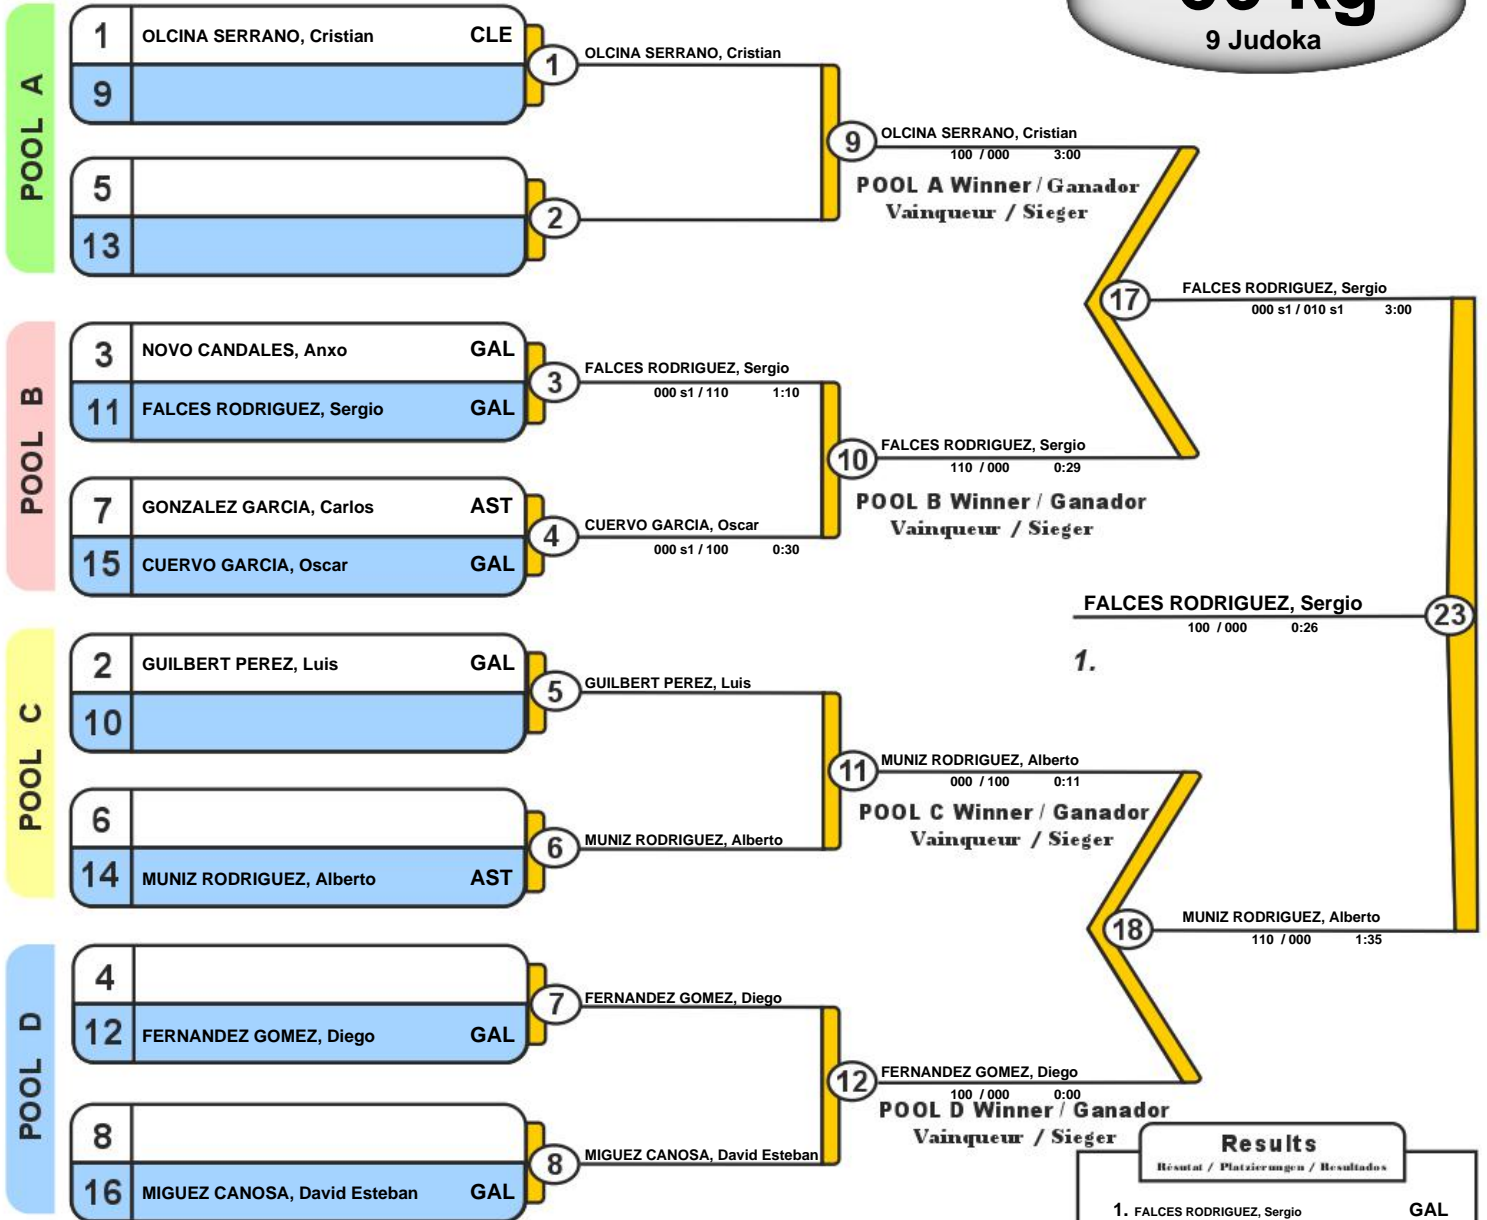 9 Judoka
POOL A
1 OLCINA SERRANO, Cristian CLE
9
1 OLCINA SERRANO, Cristian
5
13
2
9 OLCINA SERRANO, Cristian
100 / 000 3:00
POOL A Winner / Ganador
Vainqueur / Sieger
POOL B
3 NOVO CANDALES, Anxo GAL
11 FALCES RODRIGUEZ, Sergio GAL
3 FALCES RODRIGUEZ, Sergio
000 s1 / 110 1:10
7 GONZALEZ GARCIA, Carlos AST
15 CUERVO GARCIA, Oscar GAL
4 CUERVO GARCIA, Oscar
000 s1 / 100 0:30
10 FALCES RODRIGUEZ, Sergio
110 / 000 0:29
POOL B Winner / Ganador
Vainqueur / Sieger
17 FALCES RODRIGUEZ, Sergio
000 s1 / 010 s1 3:00
POOL C
2 GUILBERT PEREZ, Luis GAL
10
5 GUILBERT PEREZ, Luis
6
14 MUNIZ RODRIGUEZ, Alberto AST
6 MUNIZ RODRIGUEZ, Alberto
11 MUNIZ RODRIGUEZ, Alberto
000 / 100 0:11
POOL C Winner / Ganador
Vainqueur / Sieger
POOL D
4
12 FERNANDEZ GOMEZ, Diego GAL
7 FERNANDEZ GOMEZ, Diego
8
16 MIGUEZ CANOSA, David Esteban GAL
8 MIGUEZ CANOSA, David Esteban
12 FERNANDEZ GOMEZ, Diego
100 / 000 0:00
POOL D Winner / Ganador
Vainqueur / Sieger
18 MUNIZ RODRIGUEZ, Alberto
110 / 000 1:35
FALCES RODRIGUEZ, Sergio 23
100 / 000 0:26
1.
Results
Résutat / Platzierungen / Resultados
1. FALCES RODRIGUEZ, Sergio GAL